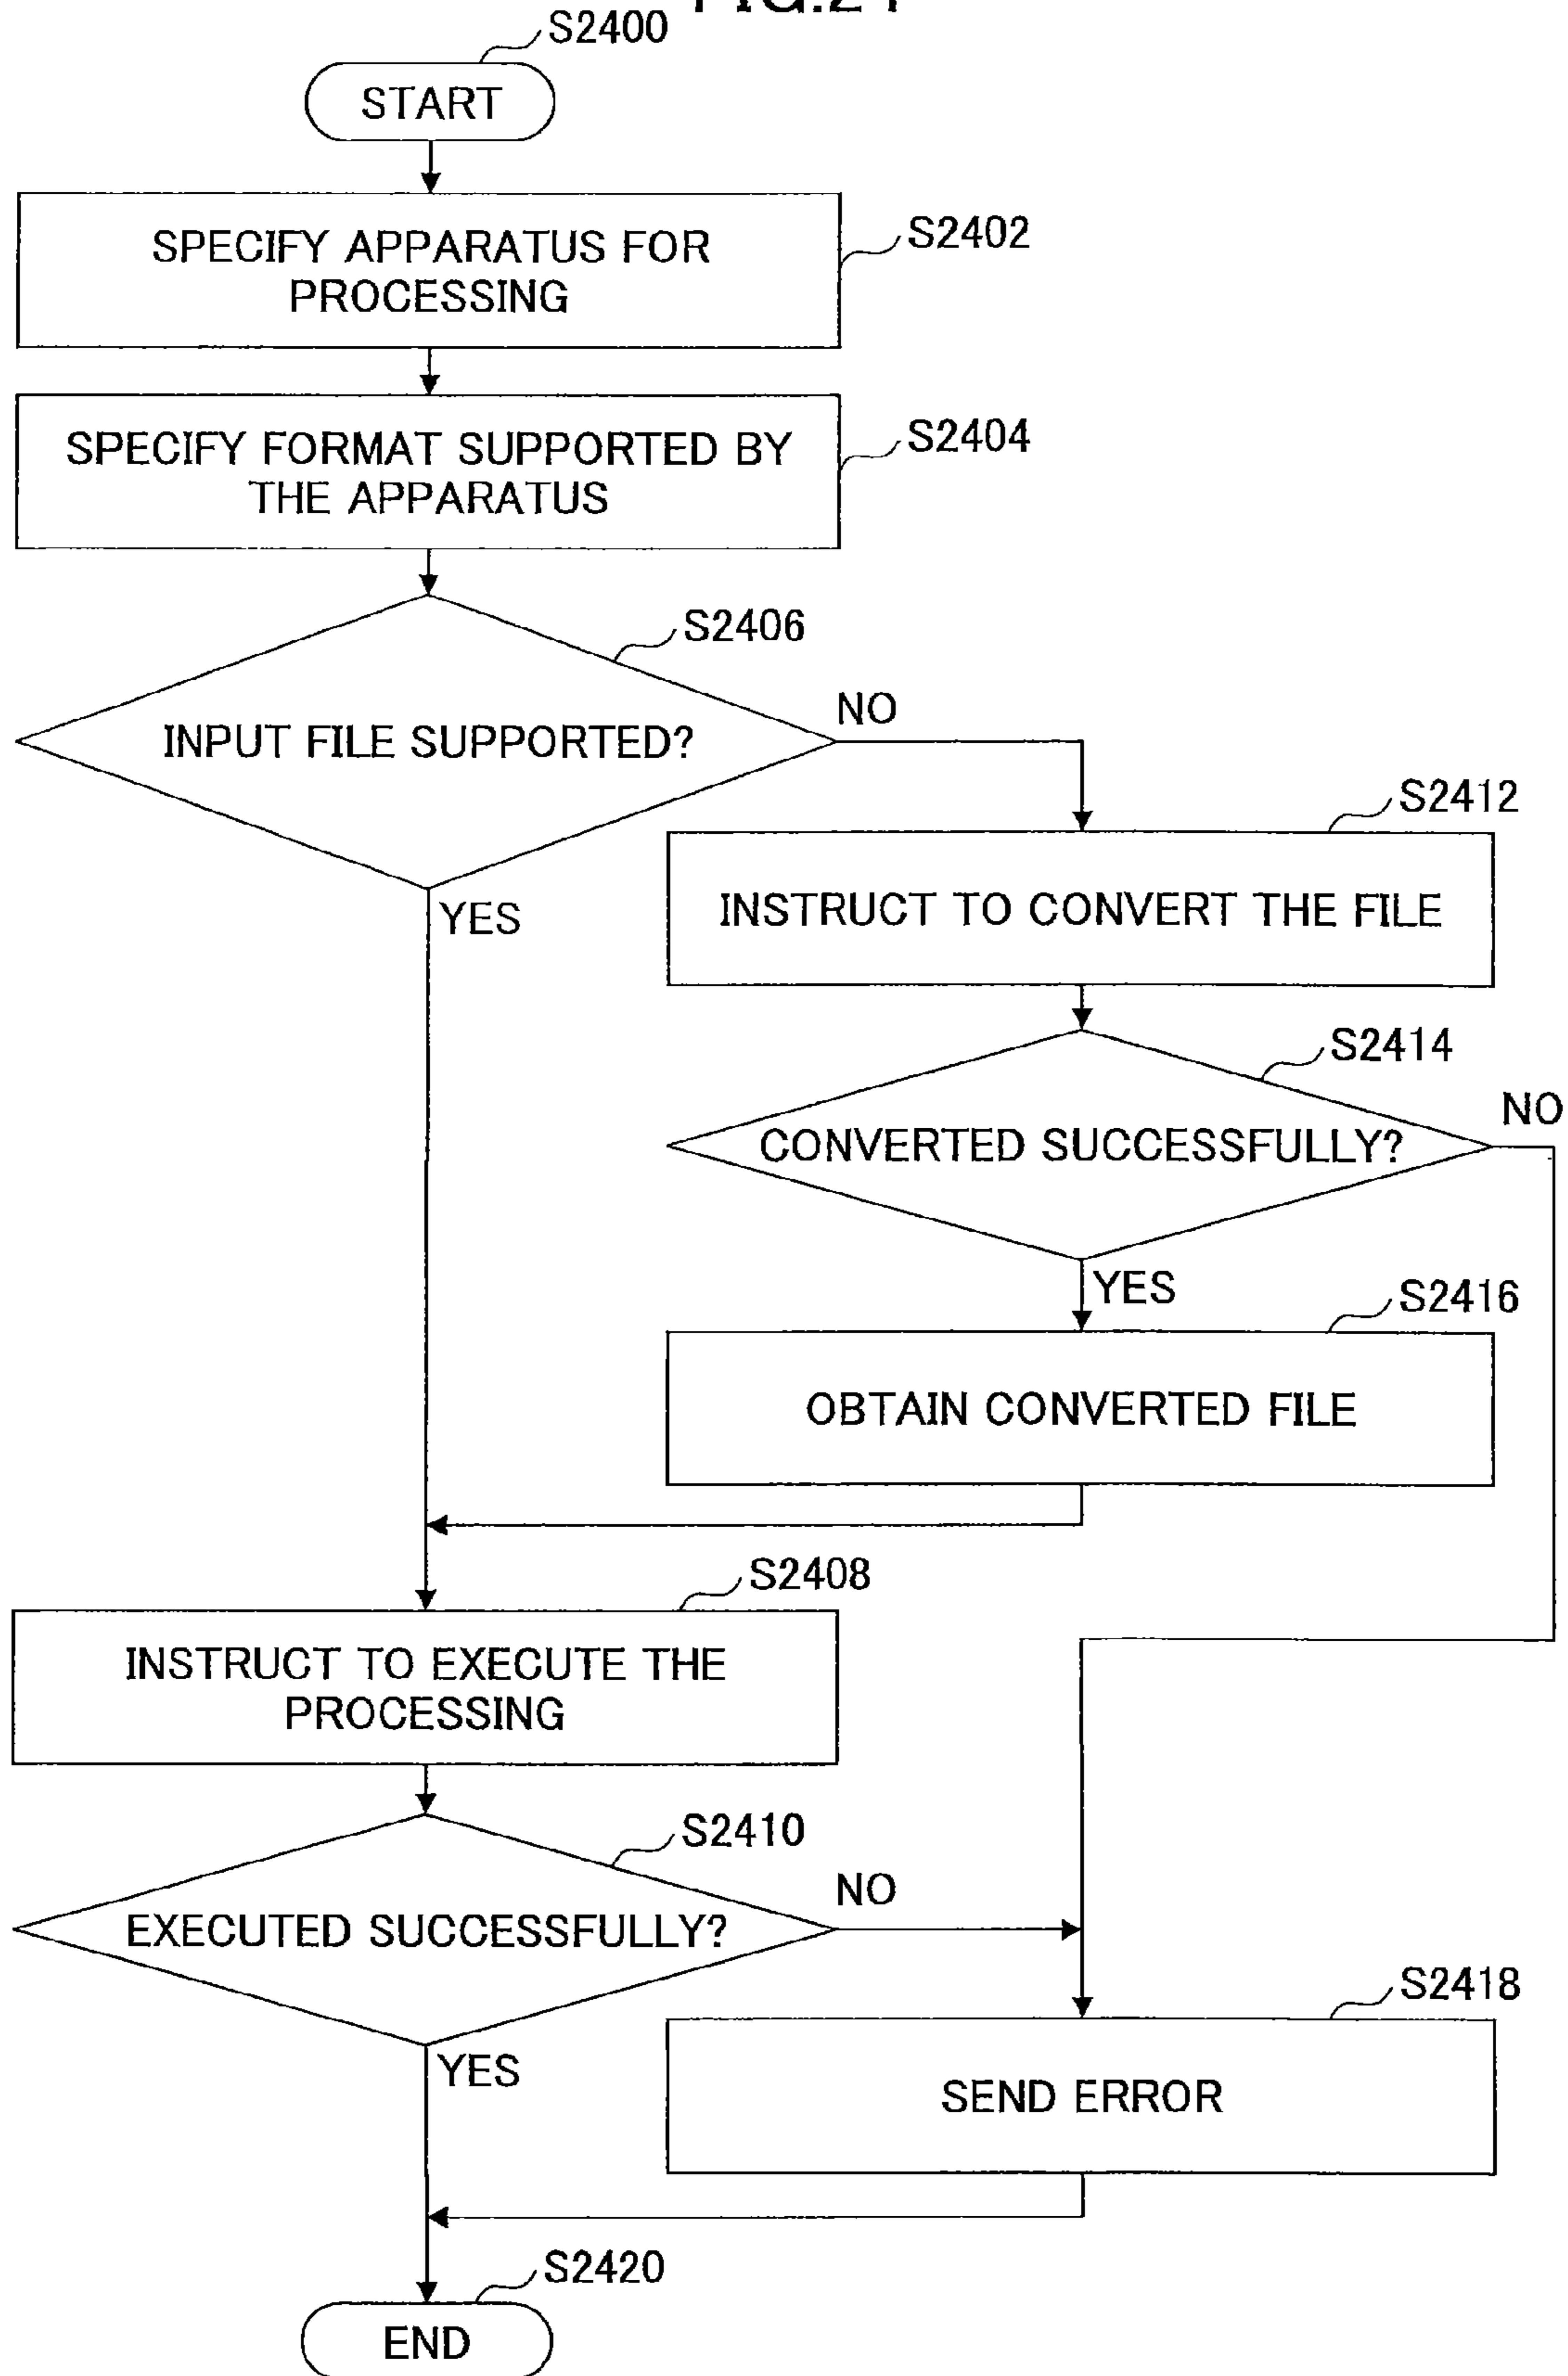 FIG.24
S2400
START
SPECIFY APPARATUS FOR
PROCESSING
S2402
SPECIFY FORMAT SUPPORTED BY
THE APPARATUS
S2404
S2406
INPUT FILE SUPPORTED?
NO
YES
S2412
INSTRUCT TO CONVERT THE FILE
S2414
CONVERTED SUCCESSFULLY?
NO
YES
S2416
OBTAIN CONVERTED FILE
S2408
INSTRUCT TO EXECUTE THE
PROCESSING
S2410
EXECUTED SUCCESSFULLY?
NO
YES
S2418
SEND ERROR
S2420
END